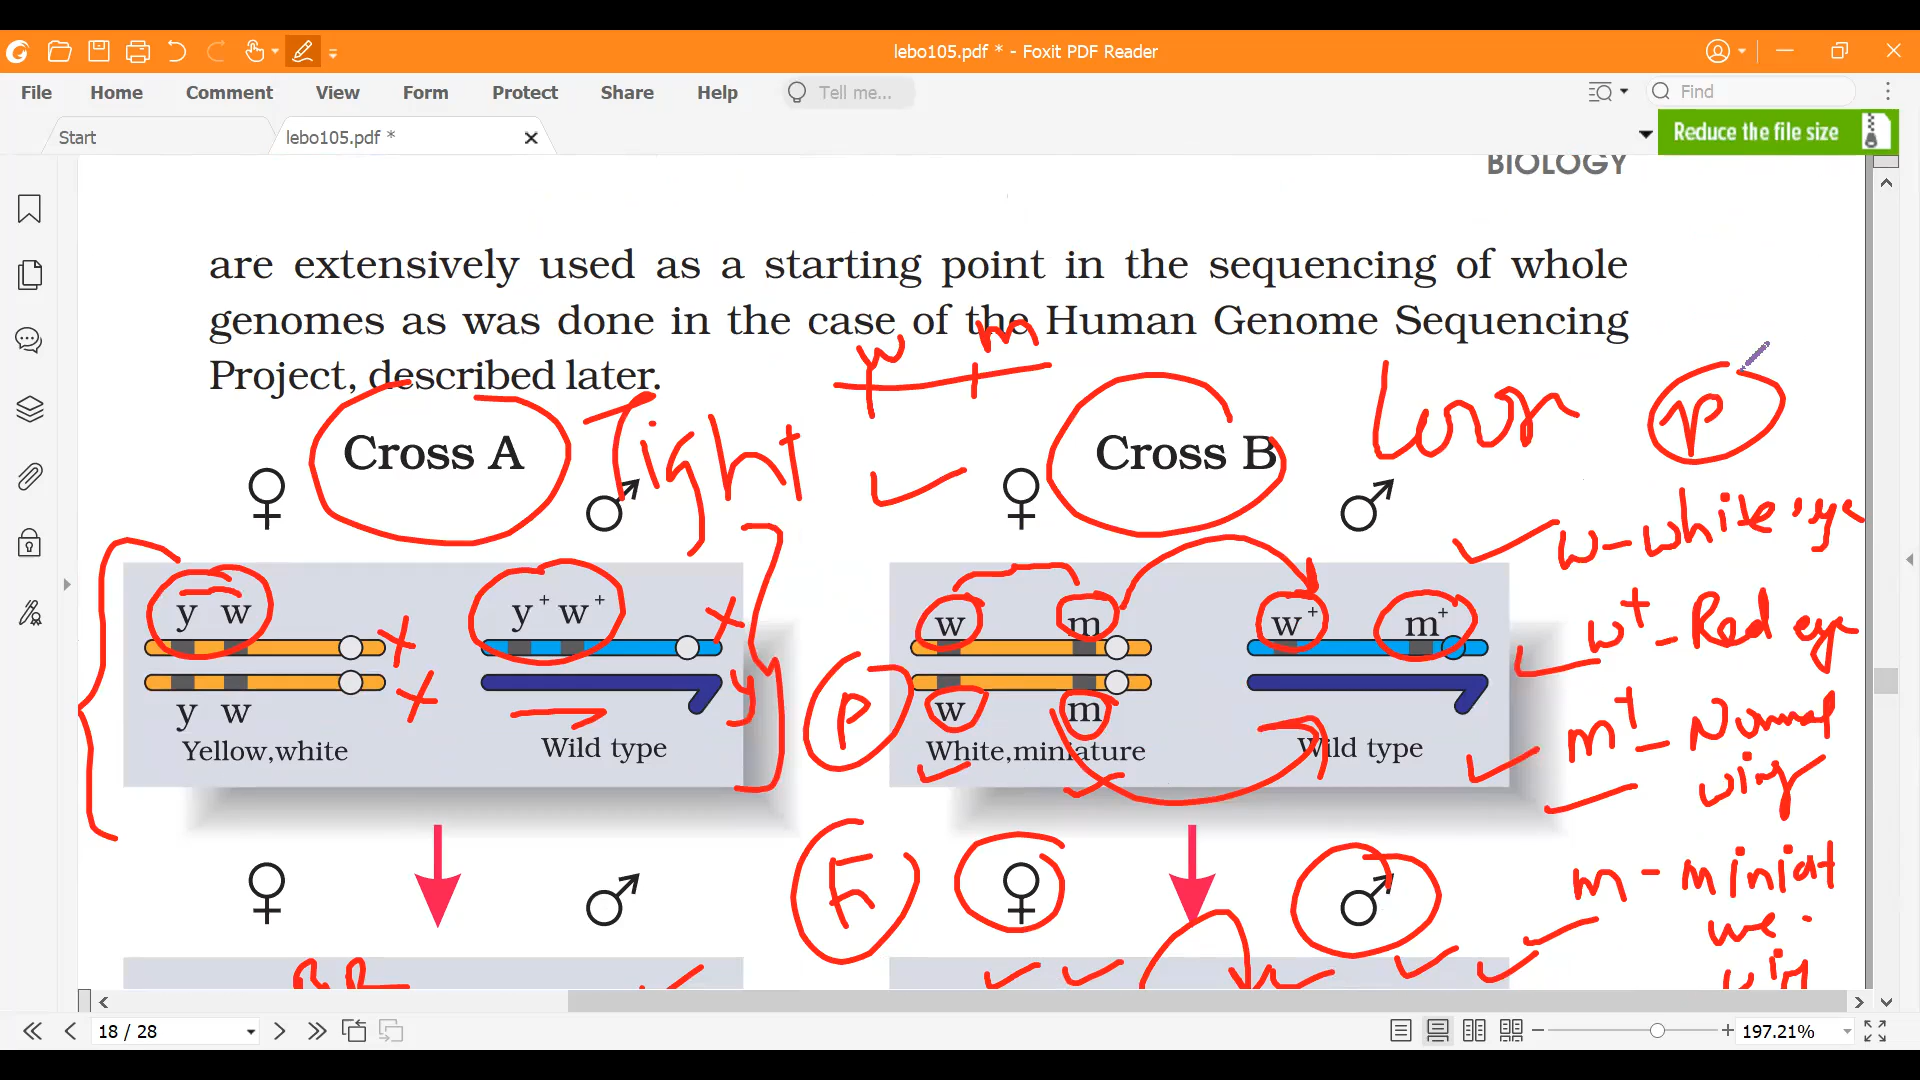 lebo105.pdf * - Foxit PDF Reader
File Home Comment View Form Protect Share Help Tell me... Find
Start lebo105.pdf * Reduce the file size
BIOLOGY
are extensively used as a starting point in the sequencing of whole
genomes as was done in the case of the Human Genome Sequencing
Project, described later.
w m
Cross A Tight Cross B P
w - white eye
y w y+ w+ w m w+ m+
x x
w+ - Red eye
x y
y w w m
P
m+ - Normal
wing
Yellow,white Wild type White,miniature Wild type
F
m - miniat
wing
18 / 28 197.21%